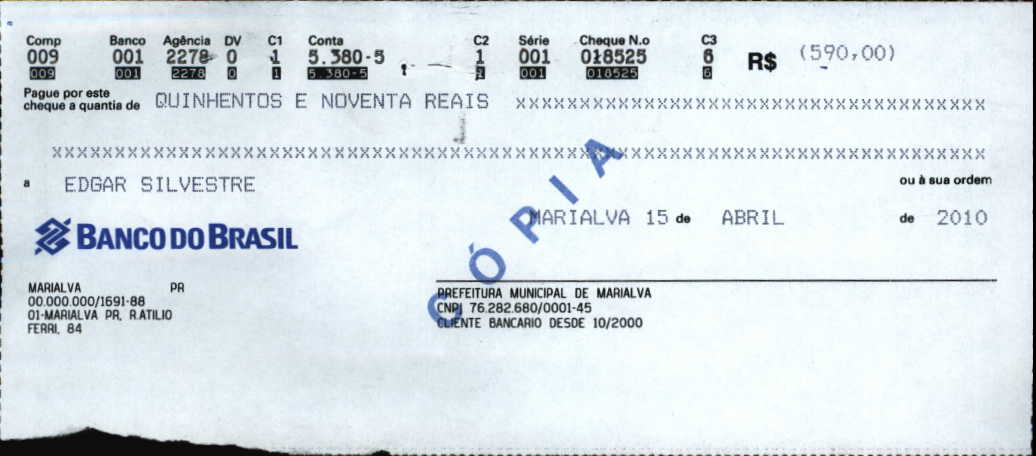 Comp Banco Agência DV C1 Conta C2 Série Cheque N.o C3
009 001 2278 0 1 5.380-5 1 001 018525 6 R$ (590,00)
009 001 2278 0 1 5.380-5 1 001 018525 6
Pague por este
cheque a quantia de QUINHENTOS E NOVENTA REAIS XXXXXXXXXXXXXXXXXXXXXXXXXXXXXXXXXXXXX
XXXXXXXXXXXXXXXXXXXXXXXXXXXXXXXXXXXXXXXXXXXXXXXXXXXXXXXXXXXXXXXXXXXXXXXXXX
a EDGAR SILVESTRE ou à sua ordem
MARIALVA 15 de ABRIL de 2010
CÓPIA
BANCO DO BRASIL
MARIALVA PR
00.000.000/1691-88
01-MARIALVA PR, R.ATILIO
FERRI, 84
PREFEITURA MUNICIPAL DE MARIALVA
CNPJ 76.282.680/0001-45
CLIENTE BANCARIO DESDE 10/2000